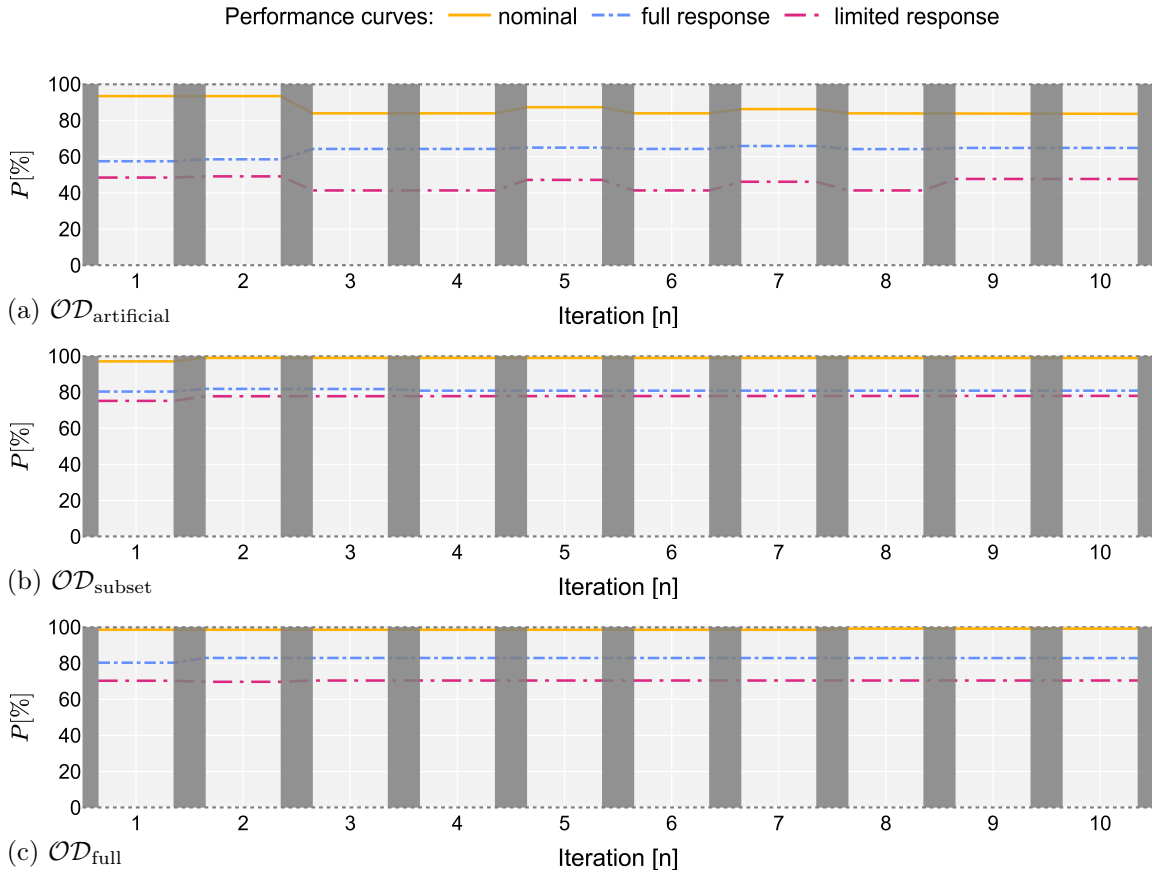 Performance curves: nominal full response limited response
100
80
60
40
20
0
P[%]
1 2 3 4 5 6 7 8 9 10
Iteration [n]
(a) 𝒪𝒟artificial
100
80
60
40
20
0
P[%]
1 2 3 4 5 6 7 8 9 10
Iteration [n]
(b) 𝒪𝒟subset
100
80
60
40
20
0
P[%]
1 2 3 4 5 6 7 8 9 10
Iteration [n]
(c) 𝒪𝒟full